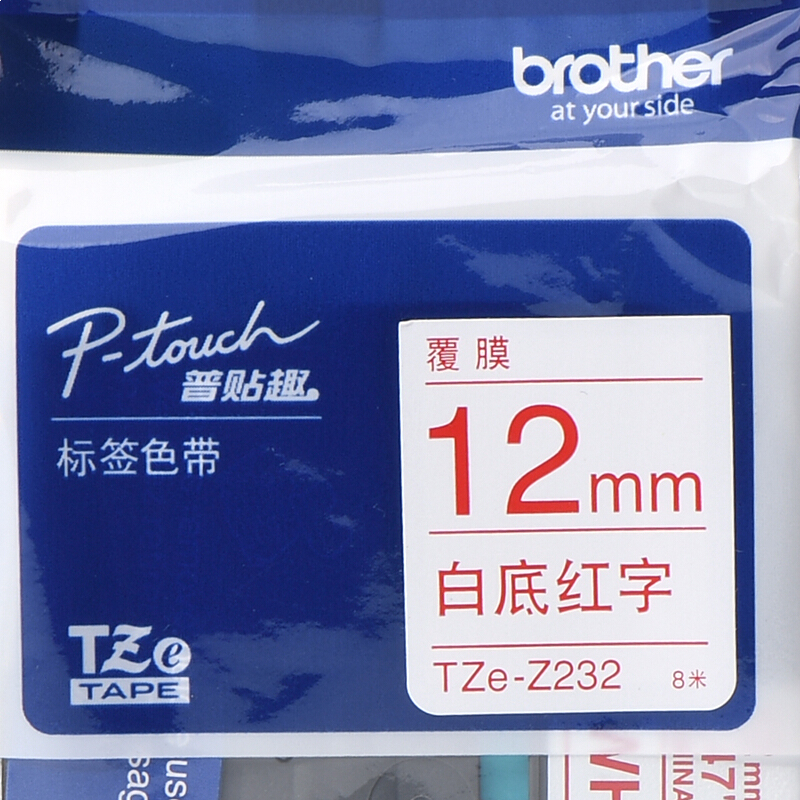 brother
at your side
P-touch
普贴趣
标签色带
覆膜
12mm
白底红字
TZe-Z232 8米
TZe
TAPE